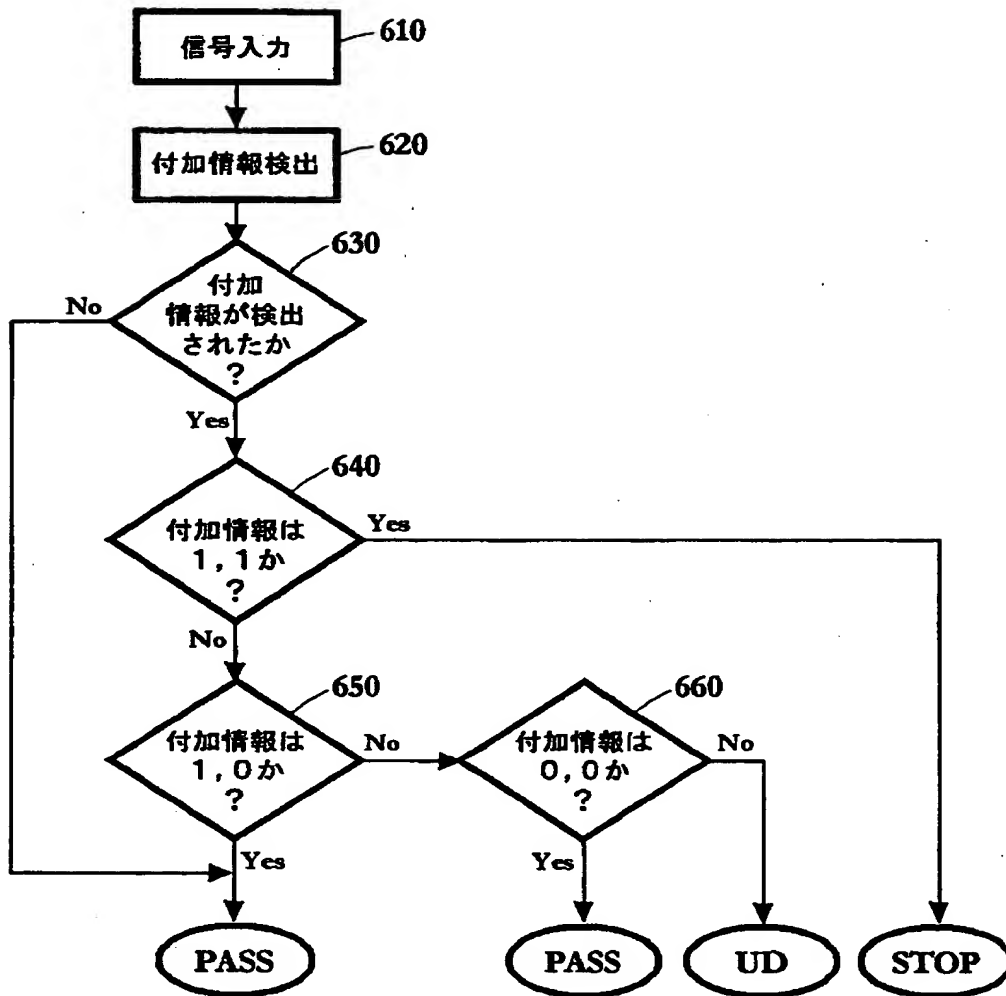 信号入力
610
付加情報検出
620
630
付加
情報が検出
されたか
?
No
Yes
640
付加情報は
1,1か
?
Yes
No
650
付加情報は
1,0か
?
No
Yes
660
付加情報は
0,0か
?
No
Yes
PASS
PASS
UD
STOP